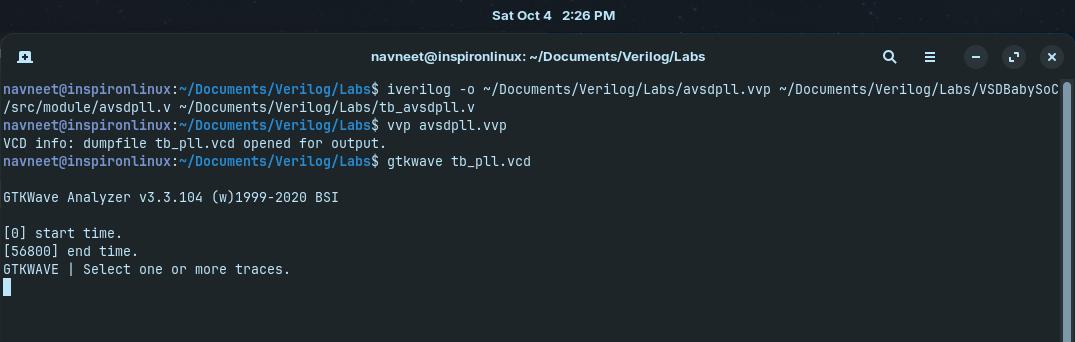 Sat Oct 4 2:26 PM
navneet@inspironlinux: ~/Documents/Verilog/Labs
navneet@inspironlinux:~/Documents/Verilog/Labs$ iverilog -o ~/Documents/Verilog/Labs/avsdpll.vvp ~/Documents/Verilog/Labs/VSDBabySoC
/src/module/avsdpll.v ~/Documents/Verilog/Labs/tb_avsdpll.v
navneet@inspironlinux:~/Documents/Verilog/Labs$ vvp avsdpll.vvp
VCD info: dumpfile tb_pll.vcd opened for output.
navneet@inspironlinux:~/Documents/Verilog/Labs$ gtkwave tb_pll.vcd
GTKWave Analyzer v3.3.104 (w)1999-2020 BSI
[0] start time.
[56800] end time.
GTKWAVE | Select one or more traces.